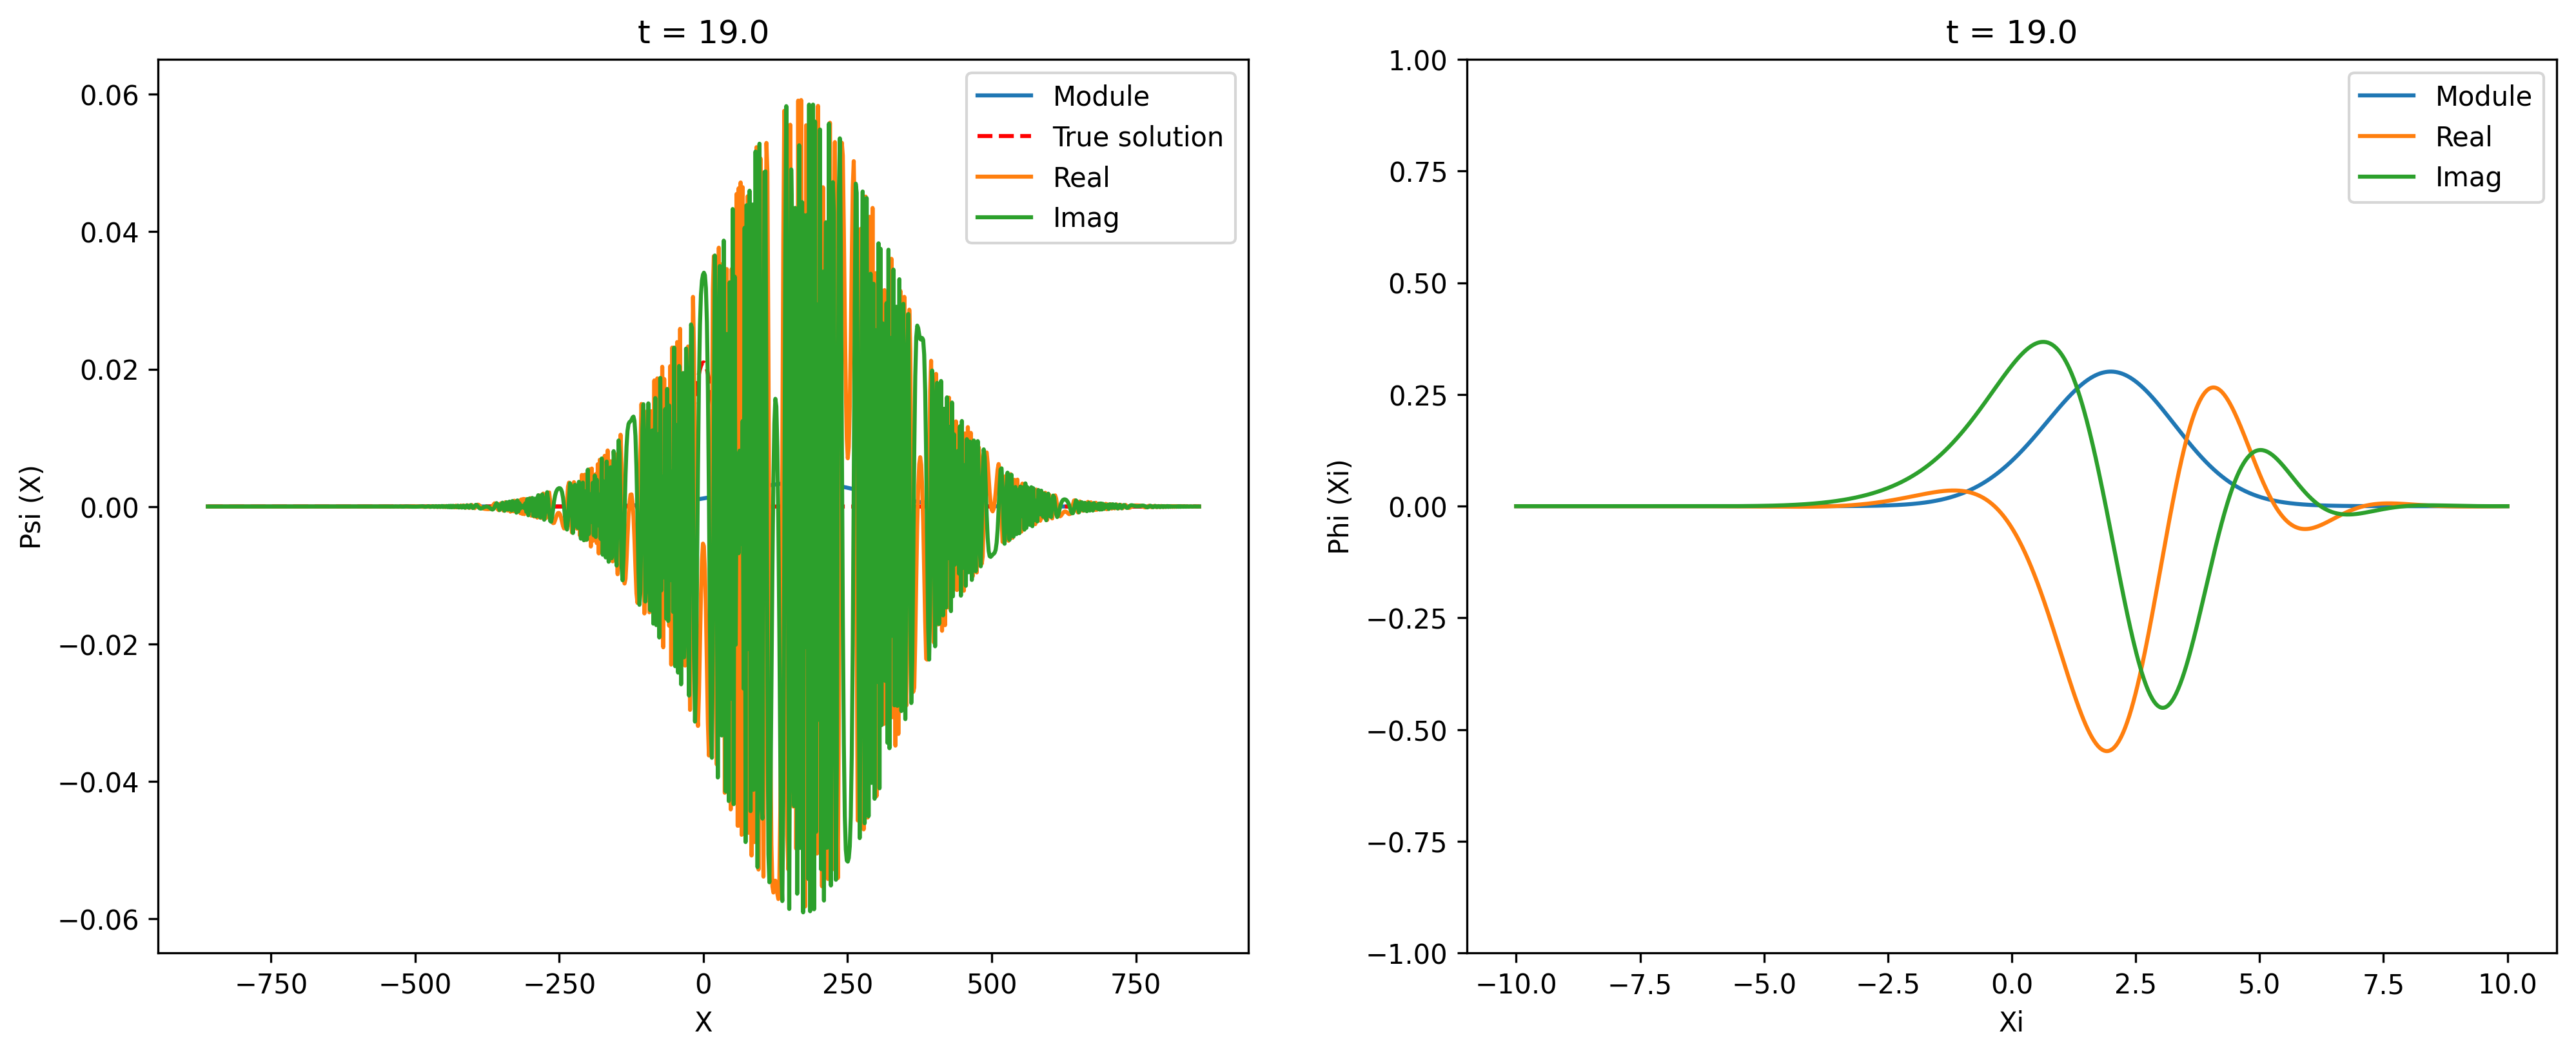 t = 19.0
0.06
0.04
0.02
0.00
−0.02
−0.04
−0.06
Psi (X)
−750
−500
−250
0
250
500
750
X
Module
True solution
Real
Imag
t = 19.0
1.00
0.75
0.50
0.25
0.00
−0.25
−0.50
−0.75
−1.00
Phi (Xi)
−10.0
−7.5
−5.0
−2.5
0.0
2.5
5.0
7.5
10.0
Xi
Module
Real
Imag